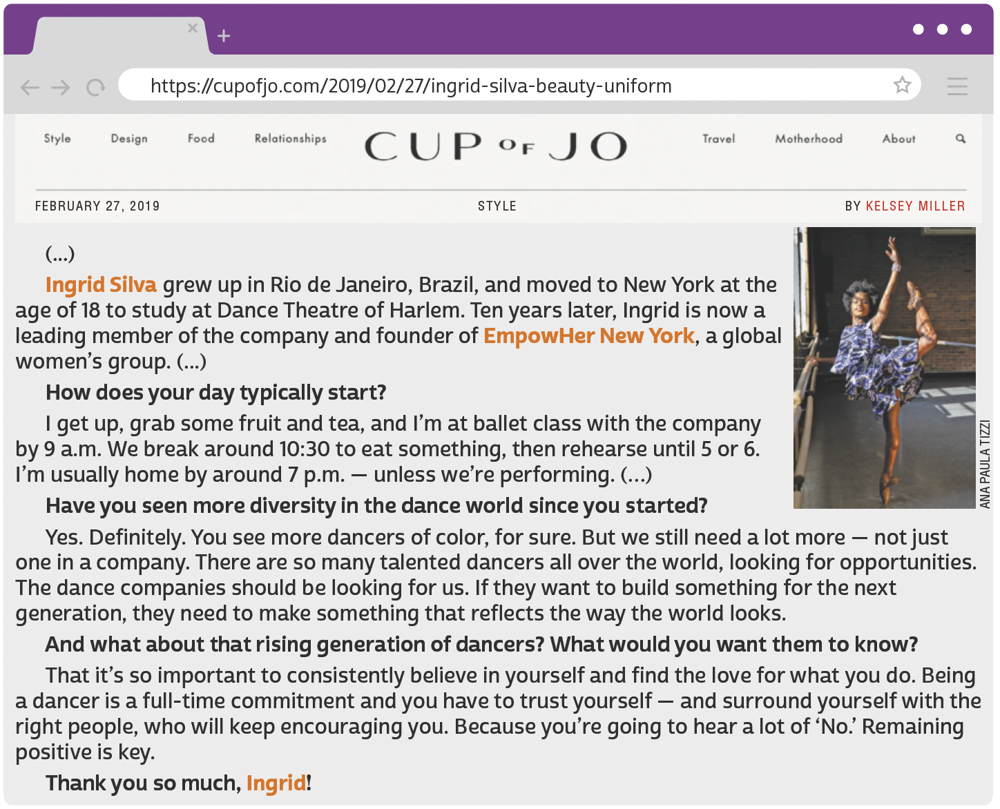 https://cupofjo.com/2019/02/27/ingrid-silva-beauty-uniform
Style Design Food Relationships CUP OF JO Travel Motherhood About
FEBRUARY 27, 2019 STYLE BY KELSEY MILLER
(...)
Ingrid Silva grew up in Rio de Janeiro, Brazil, and moved to New York at the
age of 18 to study at Dance Theatre of Harlem. Ten years later, Ingrid is now a
leading member of the company and founder of EmpowHer New York, a global
women’s group. (...)
How does your day typically start?
I get up, grab some fruit and tea, and I’m at ballet class with the company
by 9 a.m. We break around 10:30 to eat something, then rehearse until 5 or 6.
I’m usually home by around 7 p.m. — unless we’re performing. (...)
Have you seen more diversity in the dance world since you started?
Yes. Definitely. You see more dancers of color, for sure. But we still need a lot more — not just
one in a company. There are so many talented dancers all over the world, looking for opportunities.
The dance companies should be looking for us. If they want to build something for the next
generation, they need to make something that reflects the way the world looks.
And what about that rising generation of dancers? What would you want them to know?
That it’s so important to consistently believe in yourself and find the love for what you do. Being
a dancer is a full-time commitment and you have to trust yourself — and surround yourself with the
right people, who will keep encouraging you. Because you’re going to hear a lot of ‘No.’ Remaining
positive is key.
Thank you so much, Ingrid!
ANA PAULA TIZZI